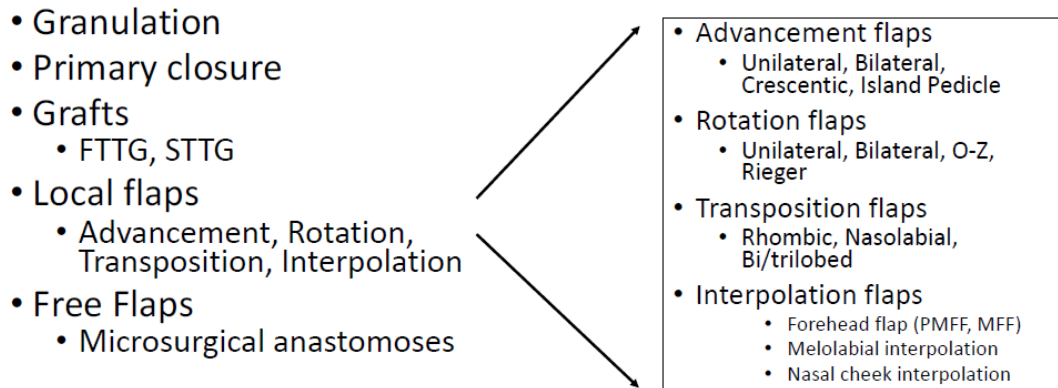 • Granulation
• Primary closure
• Grafts
• FTTG, STTG
• Local flaps
• Advancement, Rotation,
Transposition, Interpolation
• Free Flaps
• Microsurgical anastomoses
• Advancement flaps
• Unilateral, Bilateral,
Crescentic, Island Pedicle
• Rotation flaps
• Unilateral, Bilateral, O-Z,
Rieger
• Transposition flaps
• Rhombic, Nasolabial,
Bi/trilobed
• Interpolation flaps
• Forehead flap (PMFF, MFF)
• Melolabial interpolation
• Nasal cheek interpolation